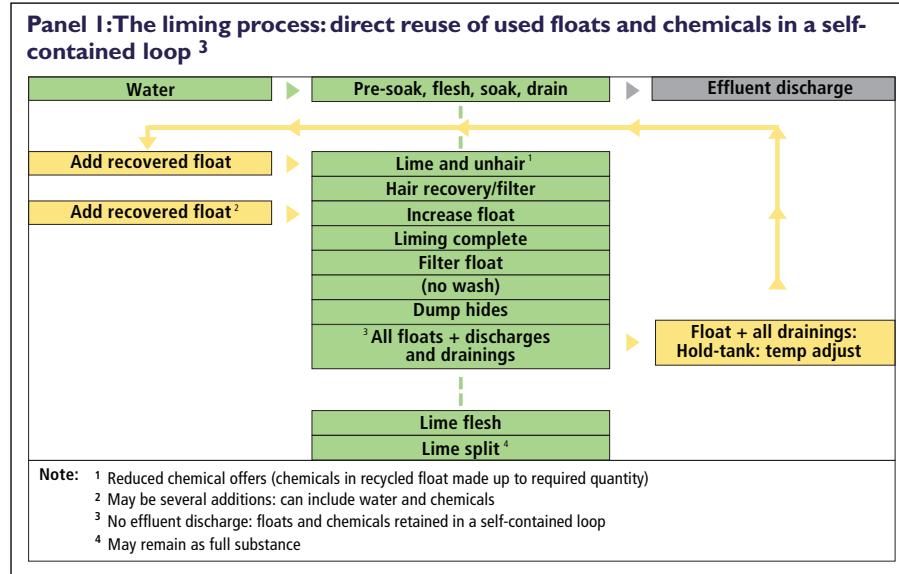 Panel 1: The liming process: direct reuse of used floats and chemicals in a self-
contained loop 3
Water
Pre-soak, flesh, soak, drain
Effluent discharge
Add recovered float
Lime and unhair 1
Hair recovery/filter
Add recovered float 2
Increase float
Liming complete
Filter float
(no wash)
Dump hides
3 All floats + discharges
and drainings
Float + all drainings:
Hold-tank: temp adjust
Lime flesh
Lime split 4
Note: 1 Reduced chemical offers (chemicals in recycled float made up to required quantity)
2 May be several additions: can include water and chemicals
3 No effluent discharge: floats and chemicals retained in a self-contained loop
4 May remain as full substance